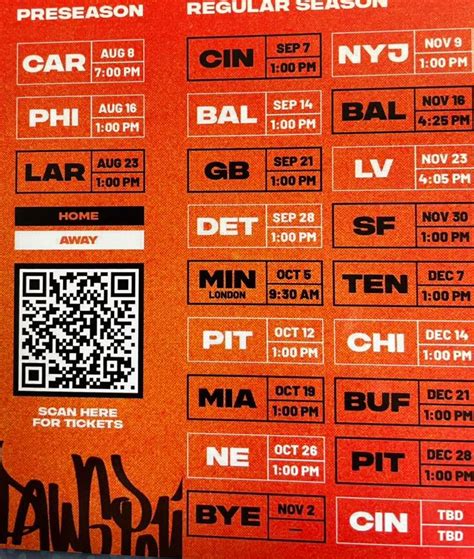 PRESEASON
CAR AUG 8 7:00 PM
PHI AUG 16 1:00 PM
LAR AUG 23 1:00 PM
HOME
AWAY
SCAN HERE
FOR TICKETS
REGULAR SEASON
CIN SEP 7 1:00 PM
BAL SEP 14 1:00 PM
GB SEP 21 1:00 PM
DET SEP 28 1:00 PM
MIN LONDON OCT 5 9:30 AM
PIT OCT 12 1:00 PM
MIA OCT 19 1:00 PM
NE OCT 26 1:00 PM
BYE NOV 2 —
NYJ NOV 9 1:00 PM
BAL NOV 16 4:25 PM
LV NOV 23 4:05 PM
SF NOV 30 1:00 PM
TEN DEC 7 1:00 PM
CHI DEC 14 1:00 PM
BUF DEC 21 1:00 PM
PIT DEC 28 1:00 PM
CIN TBD TBD